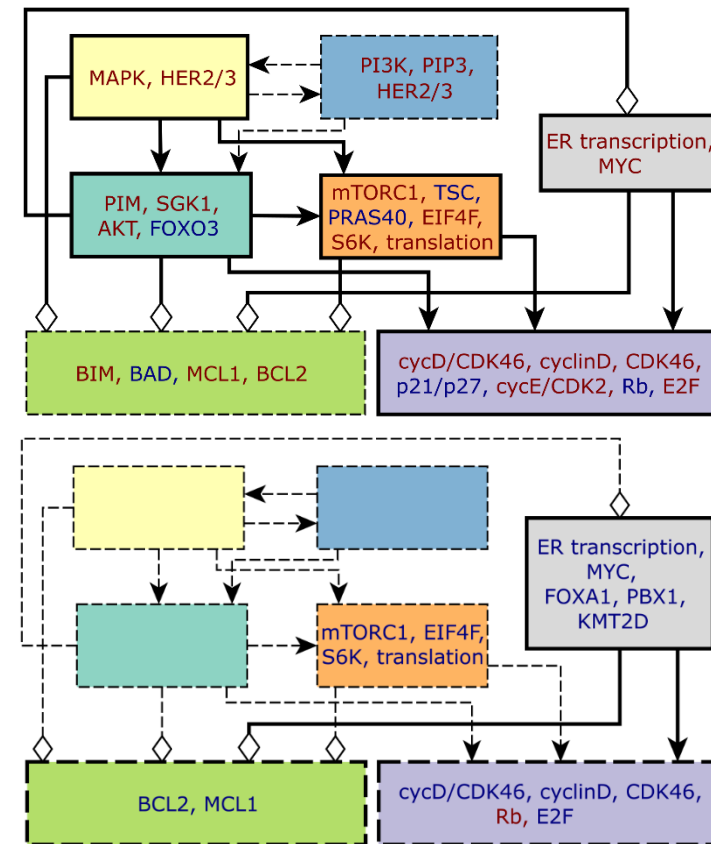 MAPK, HER2/3
PI3K, PIP3,
HER2/3
ER transcription,
MYC
PIM, SGK1,
AKT, FOXO3
mTORC1, TSC,
PRAS40, EIF4F,
S6K, translation
BIM, BAD, MCL1, BCL2
cycD/CDK46, cyclinD, CDK46,
p21/p27, cycE/CDK2, Rb, E2F
ER transcription,
MYC,
FOXA1, PBX1,
KMT2D
mTORC1, EIF4F,
S6K, translation
BCL2, MCL1
cycD/CDK46, cyclinD, CDK46,
Rb, E2F